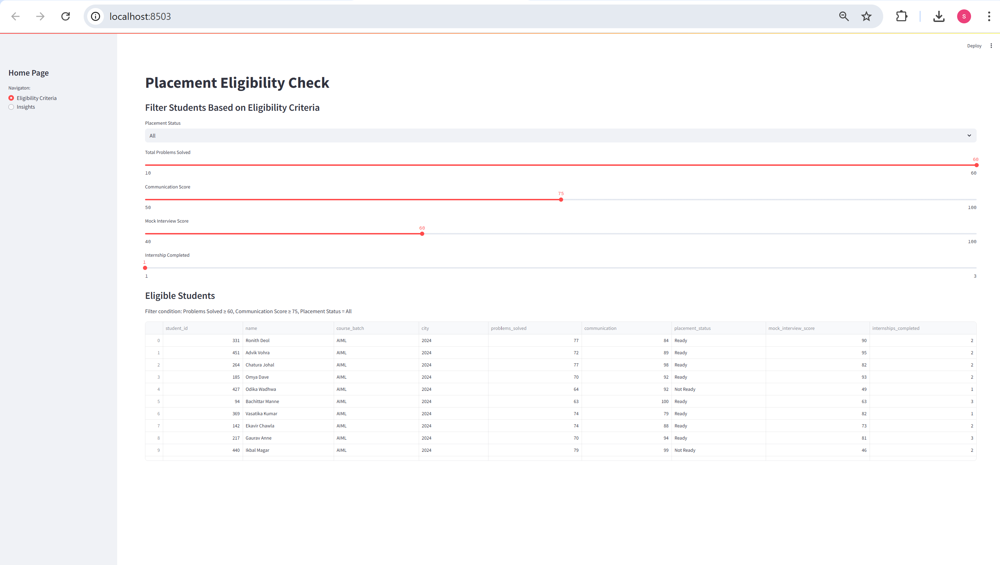 localhost:8503
S
Deploy
Home Page
Navigaton:
Eligibility Criteria
Insights
Placement Eligibility Check
Filter Students Based on Eligibility Criteria
Placement Status
All
Total Problems Solved
60
10 60
Communication Score
75
50 100
Mock Interview Score
60
40 100
Internship Completed
1
1 3
Eligible Students
Filter condition: Problems Solved ≥ 60, Communication Score ≥ 75, Placement Status = All
student_id name course_batch city problems_solved communication placement_status mock_interview_score internships_completed
0 331 Ronith Deol AIML 2024 77 84 Ready 90 2
1 451 Advik Vohra AIML 2024 72 89 Ready 95 2
2 264 Chatura Johal AIML 2024 77 98 Ready 82 2
3 185 Omya Dave AIML 2024 70 92 Ready 93 2
4 427 Odika Wadhwa AIML 2024 64 92 Not Ready 49 1
5 94 Bachittar Manne AIML 2024 63 100 Ready 63 3
6 369 Vasatika Kumar AIML 2024 74 79 Ready 82 1
7 142 Ekavir Chawla AIML 2024 74 88 Ready 73 2
8 217 Gaurav Anne AIML 2024 70 94 Ready 81 3
9 440 Ikbal Magar AIML 2024 79 99 Not Ready 46 2